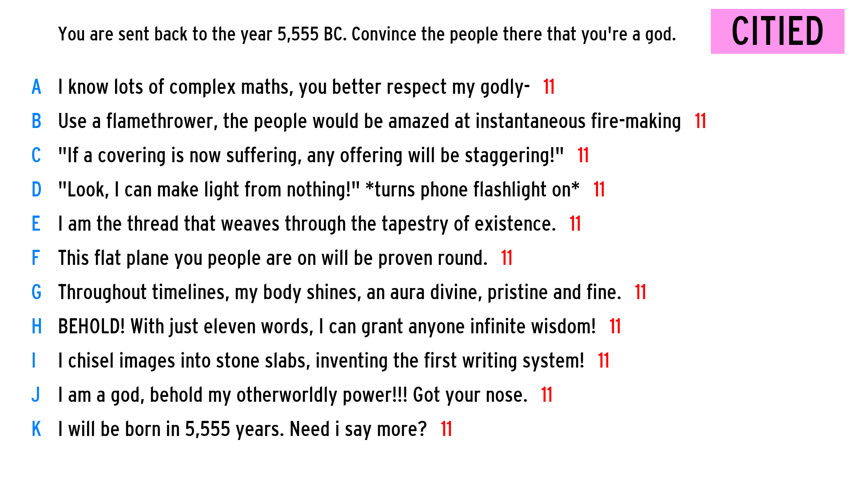 You are sent back to the year 5,555 BC. Convince the people there that you're a god.
CITIED
A I know lots of complex maths, you better respect my godly- 11
B Use a flamethrower, the people would be amazed at instantaneous fire-making 11
C "If a covering is now suffering, any offering will be staggering!" 11
D "Look, I can make light from nothing!" *turns phone flashlight on* 11
E I am the thread that weaves through the tapestry of existence. 11
F This flat plane you people are on will be proven round. 11
G Throughout timelines, my body shines, an aura divine, pristine and fine. 11
H BEHOLD! With just eleven words, I can grant anyone infinite wisdom! 11
I I chisel images into stone slabs, inventing the first writing system! 11
J I am a god, behold my otherworldly power!!! Got your nose. 11
K I will be born in 5,555 years. Need i say more? 11